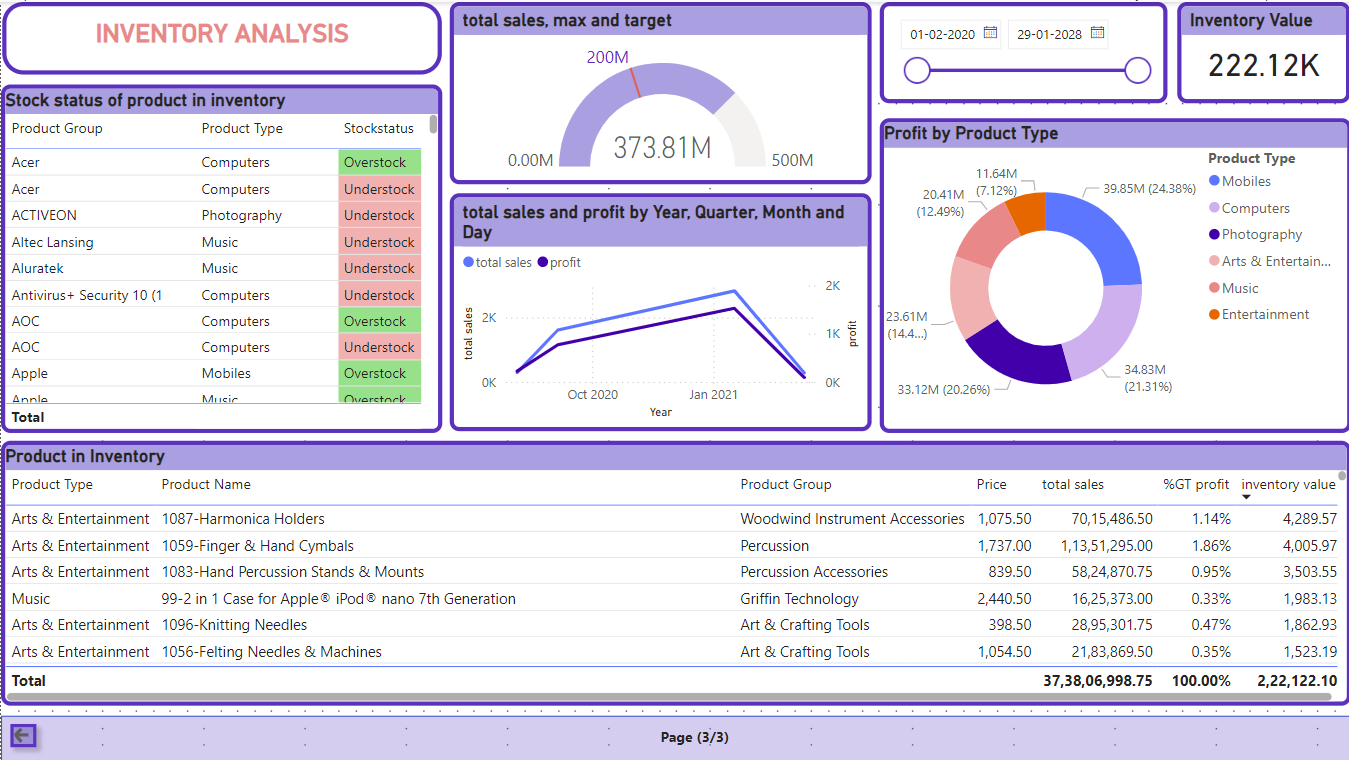 INVENTORY ANALYSIS
Stock status of product in inventory
Product Group Product Type Stockstatus
Acer Computers Overstock
Acer Computers Understock
ACTIVEON Photography Understock
Altec Lansing Music Understock
Aluratek Music Understock
Antivirus+ Security 10 (1 Computers Understock
AOC Computers Overstock
AOC Computers Understock
Apple Mobiles Overstock
Apple Music Overstock
Total
total sales, max and target
200M
373.81M
0.00M
500M
total sales and profit by Year, Quarter, Month and
Day
total sales profit
total sales
2K
0K
2K
1K
0K
profit
Oct 2020 Jan 2021
Year
01-02-2020 29-01-2028
Inventory Value
222.12K
Profit by Product Type
11.64M
(7.12%)
39.85M (24.38%)
20.41M
(12.49%)
23.61M
(14.4...)
33.12M (20.26%)
34.83M
(21.31%)
Product Type
Mobiles
Computers
Photography
Arts & Entertain...
Music
Entertainment
Product in Inventory
Product Type Product Name Product Group Price total sales %GT profit inventory value
Arts & Entertainment 1087-Harmonica Holders Woodwind Instrument Accessories 1,075.50 70,15,486.50 1.14% 4,289.57
Arts & Entertainment 1059-Finger & Hand Cymbals Percussion 1,737.00 1,13,51,295.00 1.86% 4,005.97
Arts & Entertainment 1083-Hand Percussion Stands & Mounts Percussion Accessories 839.50 58,24,870.75 0.95% 3,503.55
Music 99-2 in 1 Case for Apple® iPod® nano 7th Generation Griffin Technology 2,440.50 16,25,373.00 0.33% 1,983.13
Arts & Entertainment 1096-Knitting Needles Art & Crafting Tools 398.50 28,95,301.75 0.47% 1,862.93
Arts & Entertainment 1056-Felting Needles & Machines Art & Crafting Tools 1,054.50 21,83,869.50 0.35% 1,523.19
Total 37,38,06,998.75 100.00% 2,22,122.10
Page (3/3)